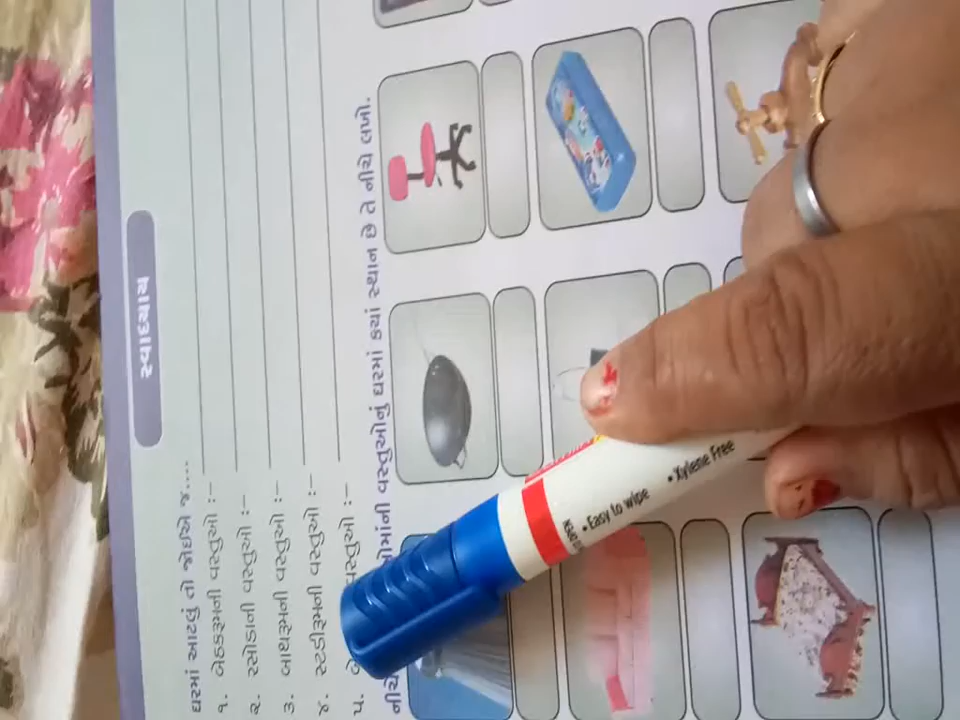 સ્વાધ્યાય
ઘરમાં આટલું તો જોઈએ જ....
૧. બેડરૂમની વસ્તુઓ :–
૨. રસોડાની વસ્તુઓ :–
૩. બાથરૂમની વસ્તુઓ :–
૪. સ્ટડીરૂમની વસ્તુઓ :–
૫. વસ્તુઓ :–
વસ્તુઓનું ઘરમાં ક્યાં સ્થાન છે તે નીચે લખો.
• Easy to wipe
• Xylene Free